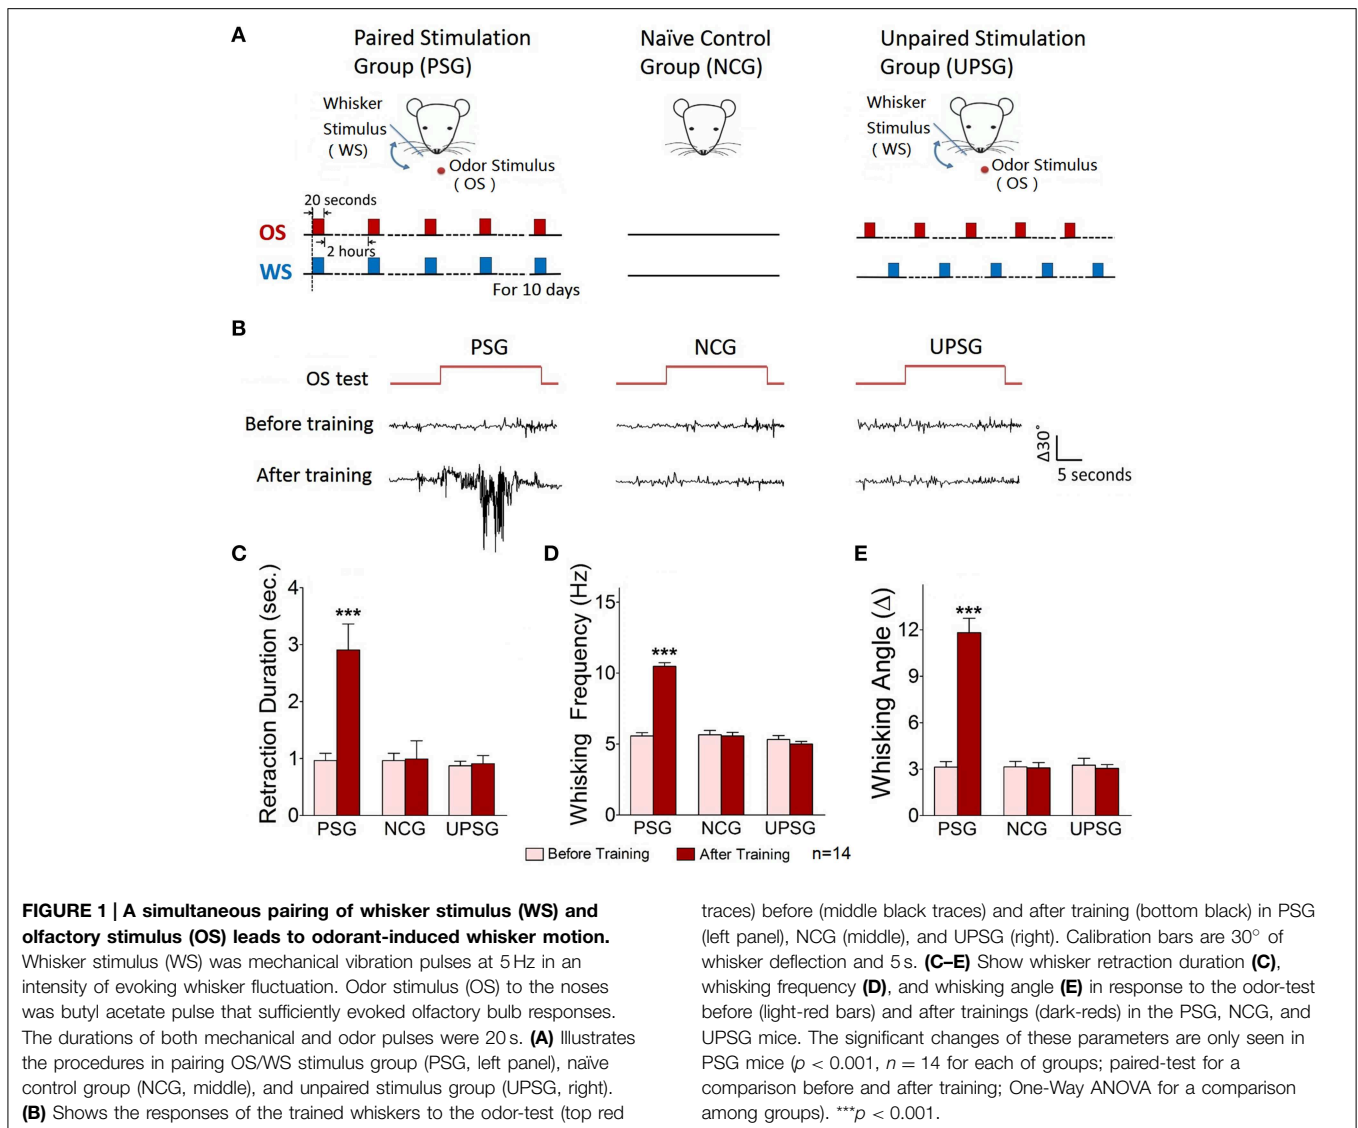 A
Paired Stimulation
Group (PSG)
Naïve Control
Group (NCG)
Unpaired Stimulation
Group (UPSG)
Whisker
Stimulus
( WS)
Odor Stimulus
( OS )
Whisker
Stimulus
( WS)
Odor Stimulus
( OS )
20 seconds
OS
2 hours
WS
For 10 days
B
PSG
NCG
UPSG
OS test
Before training
After training
Δ30°
5 seconds
C
Retraction Duration (sec.)
4
3
2
1
0
***
PSG
NCG
UPSG
D
Whisking Frequency (Hz)
15
10
5
0
***
PSG
NCG
UPSG
E
Whisking Angle (Δ)
12
9
6
3
0
***
PSG
NCG
UPSG
Before Training
After Training
n=14
FIGURE 1 | A simultaneous pairing of whisker stimulus (WS) and
olfactory stimulus (OS) leads to odorant-induced whisker motion.
Whisker stimulus (WS) was mechanical vibration pulses at 5 Hz in an
intensity of evoking whisker fluctuation. Odor stimulus (OS) to the noses
was butyl acetate pulse that sufficiently evoked olfactory bulb responses.
The durations of both mechanical and odor pulses were 20 s. (A) Illustrates
the procedures in pairing OS/WS stimulus group (PSG, left panel), naïve
control group (NCG, middle), and unpaired stimulus group (UPSG, right).
(B) Shows the responses of the trained whiskers to the odor-test (top red
traces) before (middle black traces) and after training (bottom black) in PSG
(left panel), NCG (middle), and UPSG (right). Calibration bars are 30° of
whisker deflection and 5 s. (C–E) Show whisker retraction duration (C),
whisking frequency (D), and whisking angle (E) in response to the odor-test
before (light-red bars) and after trainings (dark-reds) in the PSG, NCG, and
UPSG mice. The significant changes of these parameters are only seen in
PSG mice (p < 0.001, n = 14 for each of groups; paired-test for a
comparison before and after training; One-Way ANOVA for a comparison
among groups). ***p < 0.001.